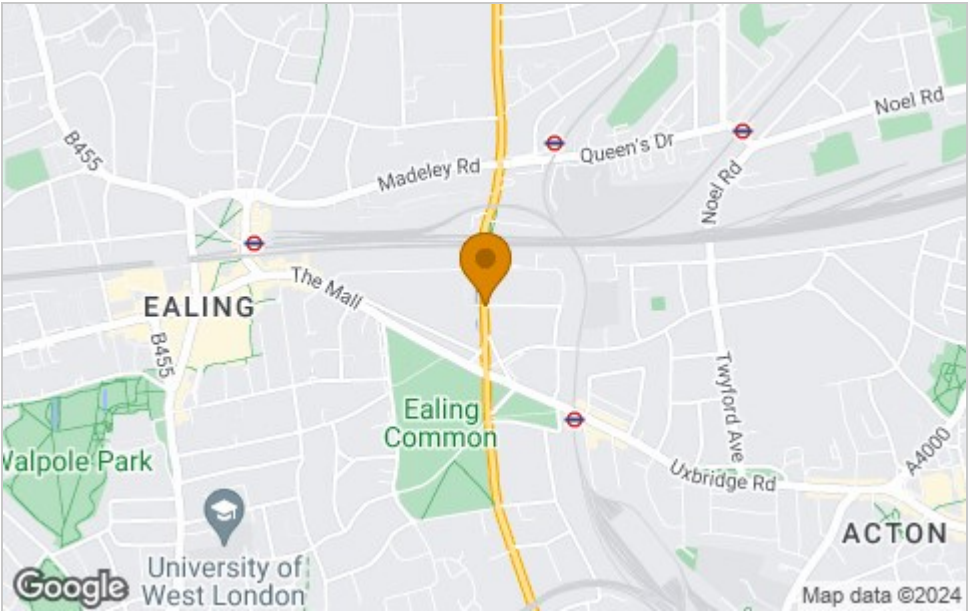 Noel Rd
B455
Queen's Dr
Madeley Rd
Noel Rd
The Mall
EALING
B455
Twyford Ave
Ealing
Common
Walpole Park
A4000
Uxbridge Rd
ACTON
University of
West London
Google
Map data ©2024